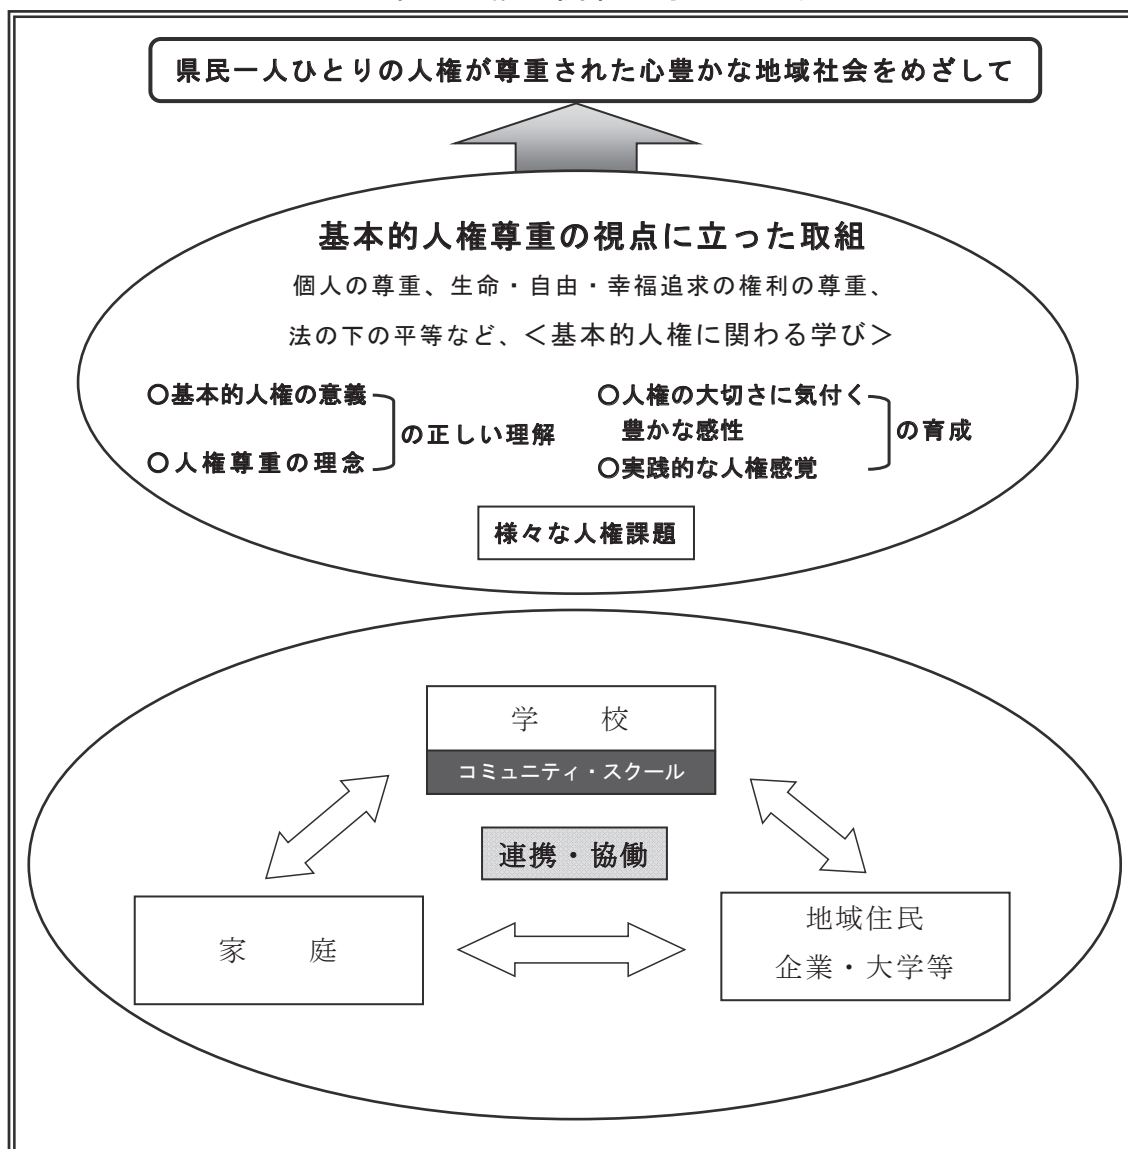 県民一人ひとりの人権が尊重された心豊かな地域社会をめざして
基本的人権尊重の視点に立った取組
個人の尊重、生命・自由・幸福追求の権利の尊重、
法の下の平等など、＜基本的人権に関わる学び＞
○基本的人権の意義
○人権尊重の理念
の正しい理解
○人権の大切さに気付く
豊かな感性
○実践的な人権感覚
の育成
様々な人権課題
学　校
コミュニティ・スクール
連携・協働
家　庭
地域住民
企業・大学等